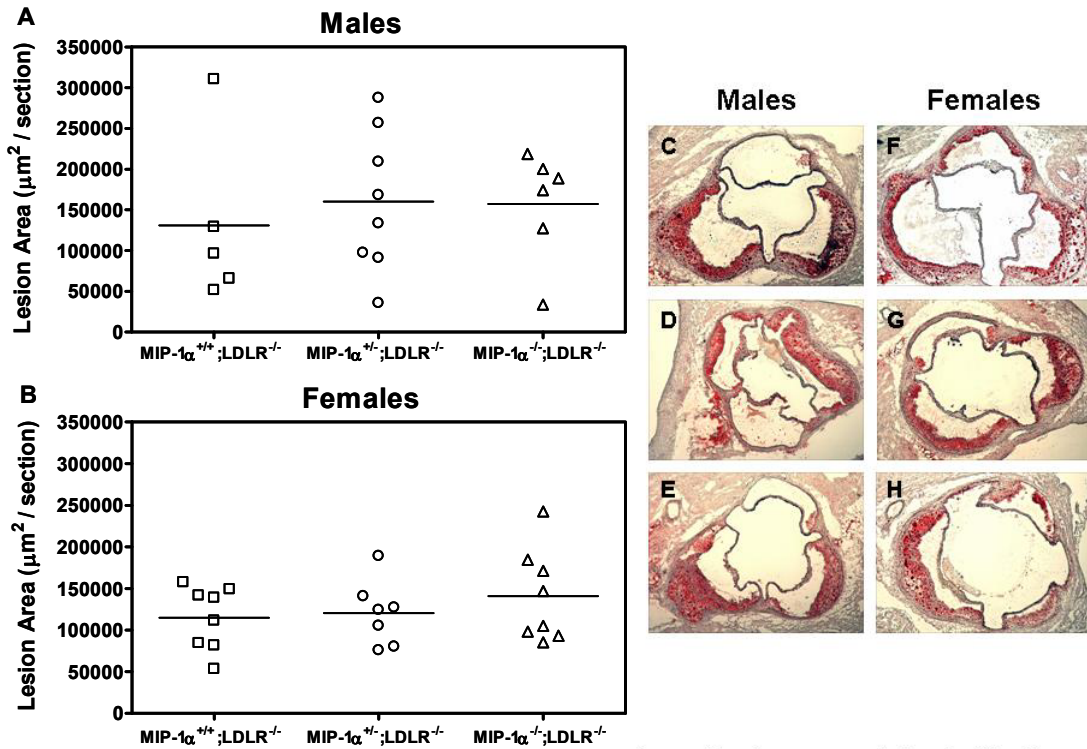 A
Males
Lesion Area (μm² / section)
350000
300000
250000
200000
150000
100000
50000
0
MIP-1α⁺/⁺;LDLR⁻/⁻
MIP-1α⁺/⁻;LDLR⁻/⁻
MIP-1α⁻/⁻;LDLR⁻/⁻
B
Females
Lesion Area (μm² / section)
350000
300000
250000
200000
150000
100000
50000
0
MIP-1α⁺/⁺;LDLR⁻/⁻
MIP-1α⁺/⁻;LDLR⁻/⁻
MIP-1α⁻/⁻;LDLR⁻/⁻
Males
Females
C
F
D
G
E
H